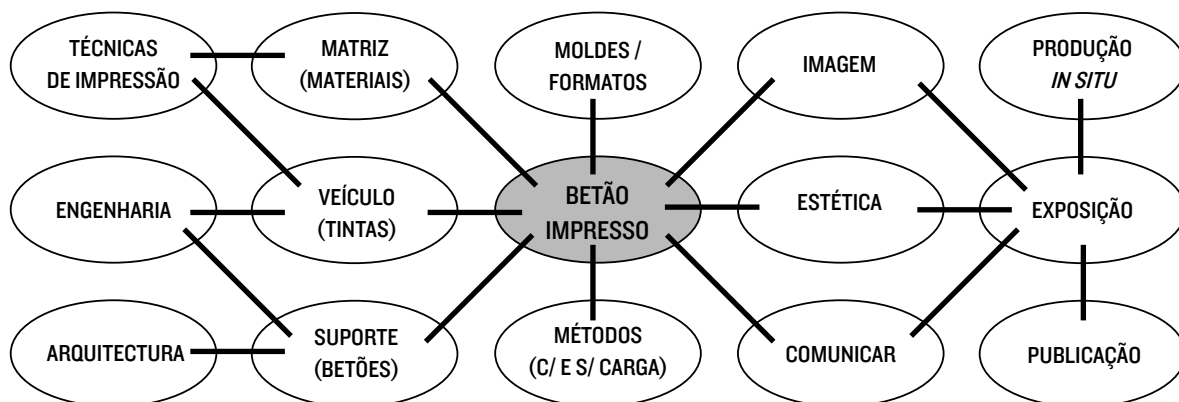 TÉCNICAS
DE IMPRESSÃO
MATRIZ
(MATERIAIS)
MOLDES /
FORMATOS
IMAGEM
PRODUÇÃO
IN SITU
ENGENHARIA
VEÍCULO
(TINTAS)
BETÃO
IMPRESSO
ESTÉTICA
EXPOSIÇÃO
ARQUITECTURA
SUPORTE
(BETÕES)
MÉTODOS
(C/ E S/ CARGA)
COMUNICAR
PUBLICAÇÃO